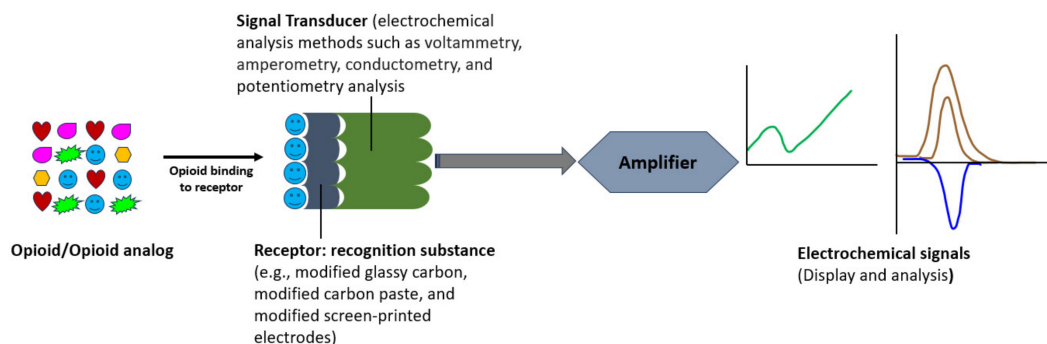 Signal Transducer (electrochemical
analysis methods such as voltammetry,
amperometry, conductometry, and
potentiometry analysis
Opioid binding
to receptor
Amplifier
Opioid/Opioid analog
Receptor: recognition substance
(e.g., modified glassy carbon,
modified carbon paste, and
modified screen-printed
electrodes)
Electrochemical signals
(Display and analysis)